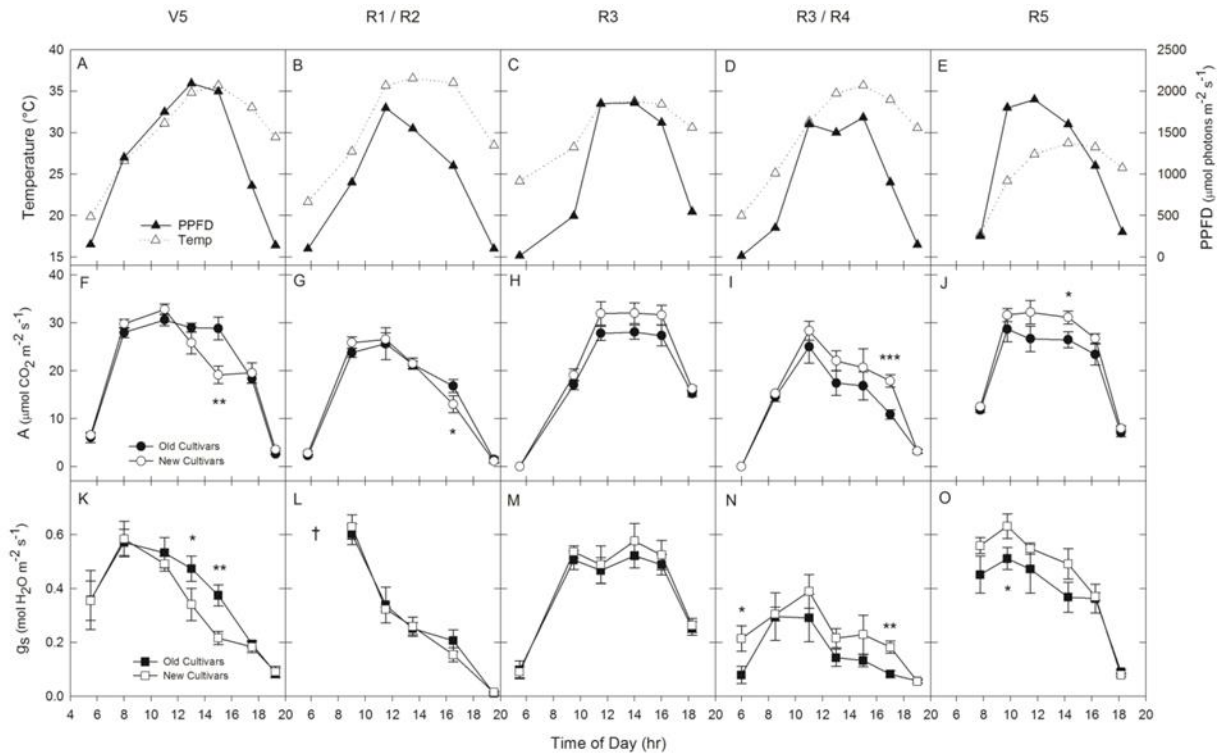 V5 R1 / R2 R3 R3 / R4 R5
40 A B C D E 2500
35 2000
30 1500
25 1000
20 500
15 0
Temperature (°C)
PPFD (μmol photons m-2 s-1)
PPFD
Temp
40 F G H I J
30
20
10
0
A (μmol CO2 m-2 s-1)
** * *** *
Old Cultivars
New Cultivars
K L M N O
0.6
0.4
0.2
0.0
gs (mol H2O m-2 s-1)
* ** † * ** *
Old Cultivars
New Cultivars
4 6 8 10 12 14 16 18 20 6 8 10 12 14 16 18 20 6 8 10 12 14 16 18 20 6 8 10 12 14 16 18 20 6 8 10 12 14 16 18 20
Time of Day (hr)